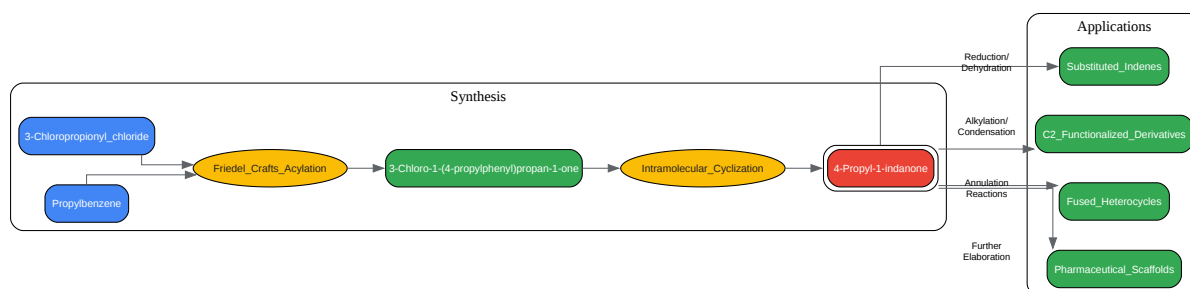 Applications
Synthesis
3-Chloropropionyl_chloride
Propylbenzene
Friedel_Crafts_Acylation
3-Chloro-1-(4-propylphenyl)propan-1-one
Intramolecular_Cyclization
4-Propyl-1-indanone
Reduction/
Dehydration
Substituted_Indenes
Alkylation/
Condensation
C2_Functionalized_Derivatives
Annulation
Reactions
Fused_Heterocycles
Further
Elaboration
Pharmaceutical_Scaffolds